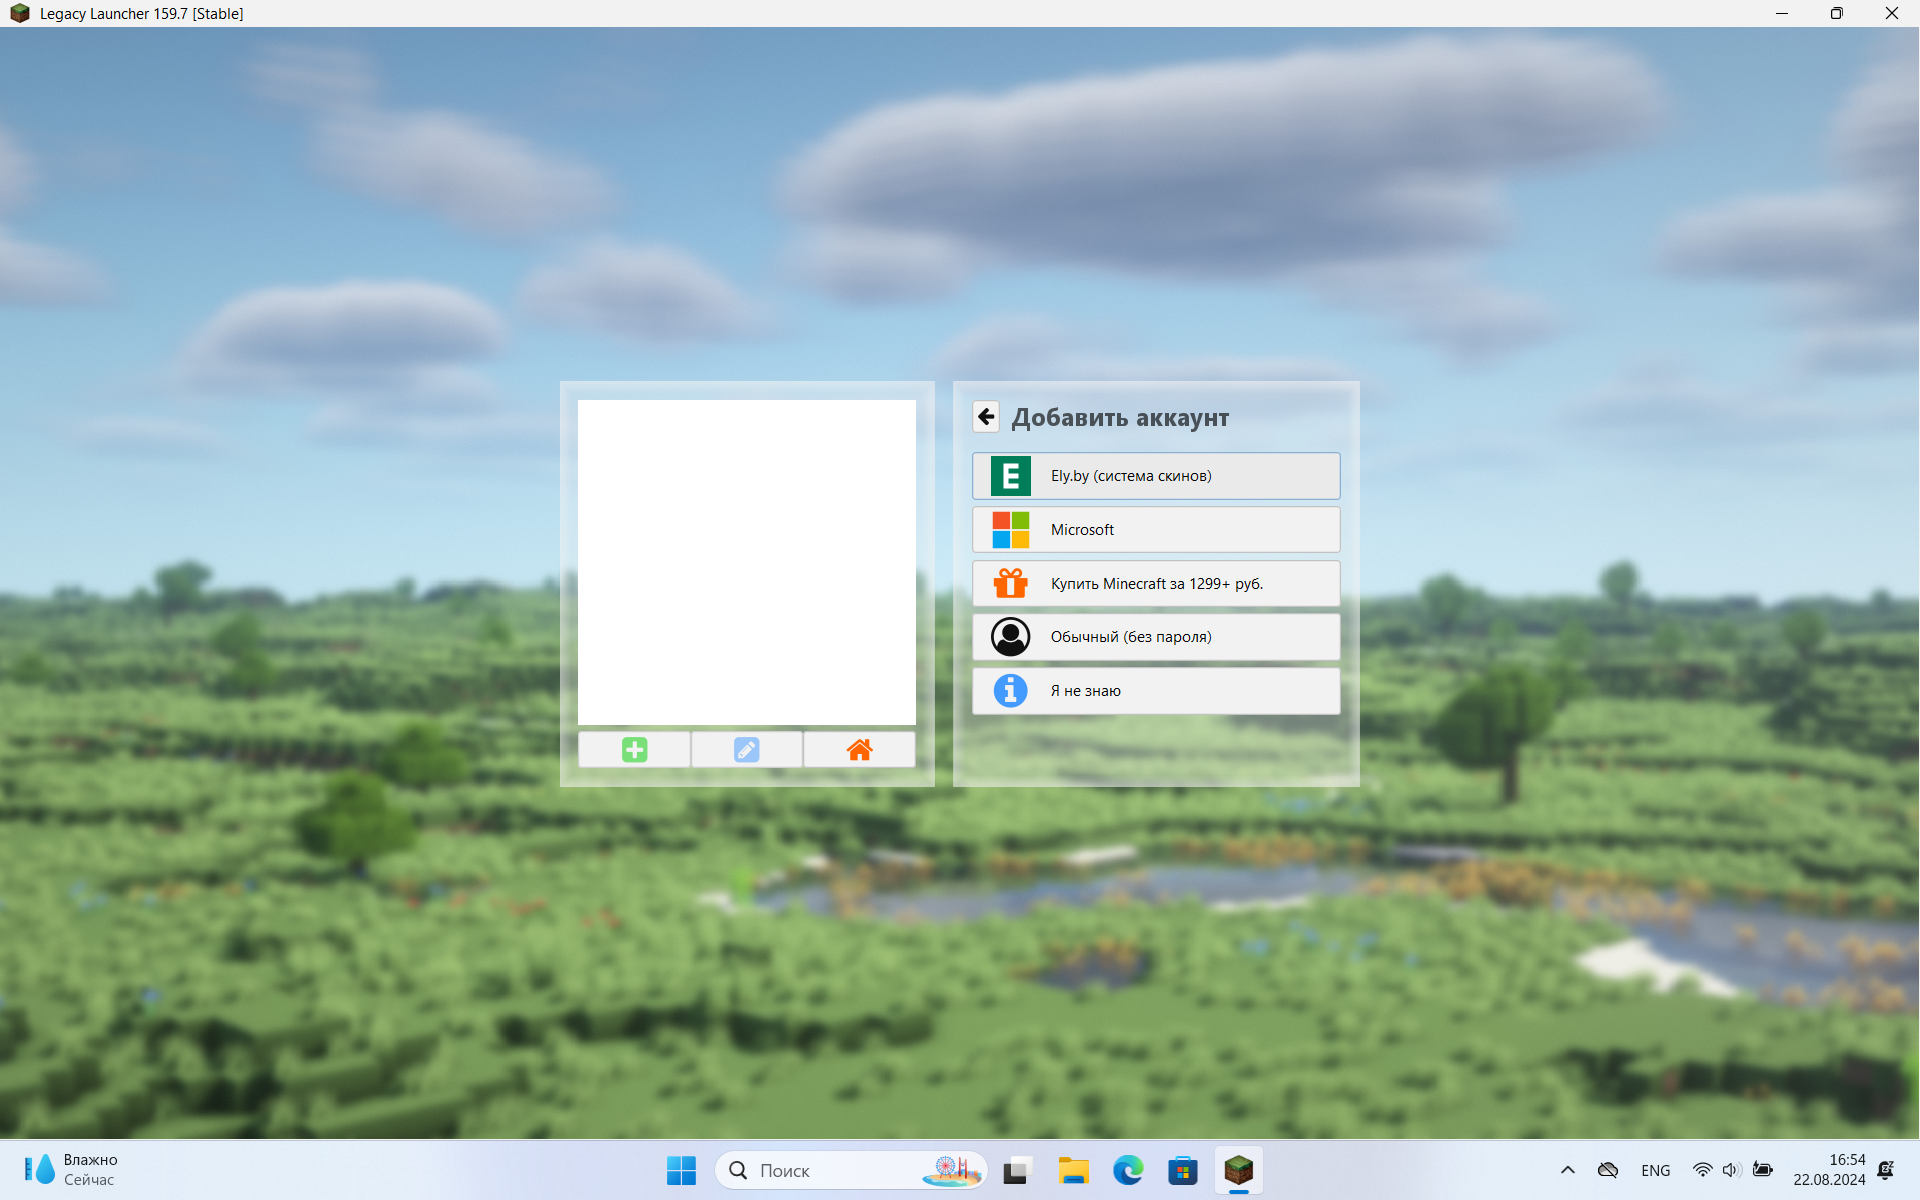 Legacy Launcher 159.7 [Stable]
Добавить аккаунт
E
Ely.by (система скинов)
Microsoft
Купить Minecraft за 1299+ руб.
Обычный (без пароля)
Я не знаю
Влажно
Сейчас
Поиск
ENG
16:54
22.08.2024